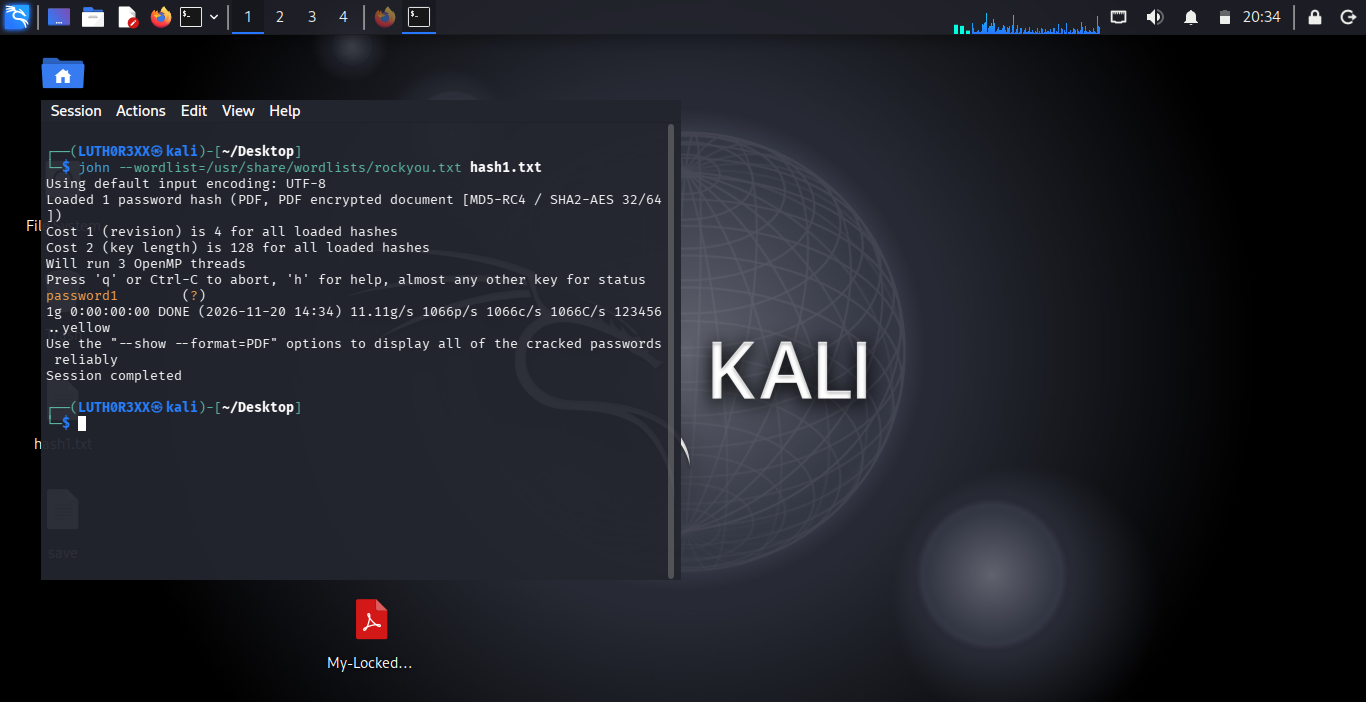 1 2 3 4 20:34
Session Actions Edit View Help
┌──(LUTH0R3XX㉿kali)-[~/Desktop]
└─$ john --wordlist=/usr/share/wordlists/rockyou.txt hash1.txt
Using default input encoding: UTF-8
Loaded 1 password hash (PDF, PDF encrypted document [MD5-RC4 / SHA2-AES 32/64
])
Cost 1 (revision) is 4 for all loaded hashes
Cost 2 (key length) is 128 for all loaded hashes
Will run 3 OpenMP threads
Press 'q' or Ctrl-C to abort, 'h' for help, almost any other key for status
password1        (?)
1g 0:00:00:00 DONE (2026-11-20 14:34) 11.11g/s 1066p/s 1066c/s 1066C/s 123456
..yellow
Use the "--show --format=PDF" options to display all of the cracked passwords
 reliably
Session completed
┌──(LUTH0R3XX㉿kali)-[~/Desktop]
└─$
hash1.txt
save
KALI
My-Locked…